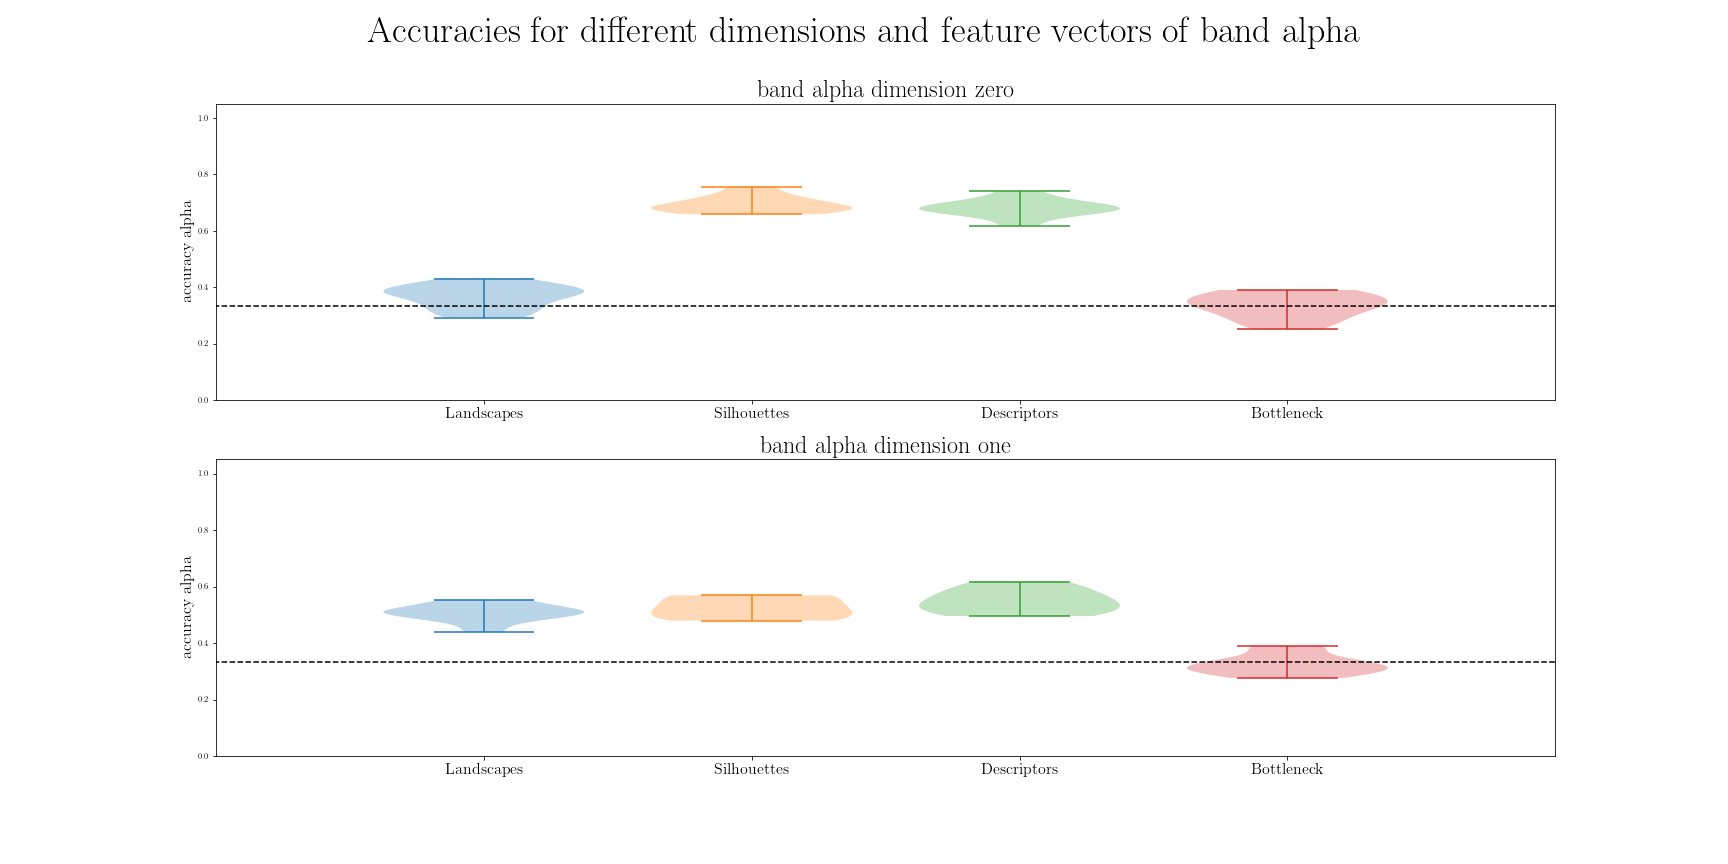 Accuracies for different dimensions and feature vectors of band alpha
band alpha dimension zero
accuracy alpha
1.0
0.8
0.6
0.4
0.2
0.0
Landscapes Silhouettes Descriptors Bottleneck
band alpha dimension one
accuracy alpha
1.0
0.8
0.6
0.4
0.2
0.0
Landscapes Silhouettes Descriptors Bottleneck